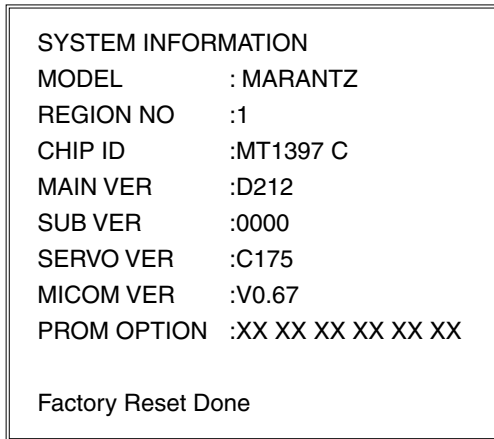 SYSTEM INFORMATION
MODEL : MARANTZ
REGION NO :1
CHIP ID :MT1397 C
MAIN VER :D212
SUB VER :0000
SERVO VER :C175
MICOM VER :V0.67
PROM OPTION :XX XX XX XX XX XX
Factory Reset Done